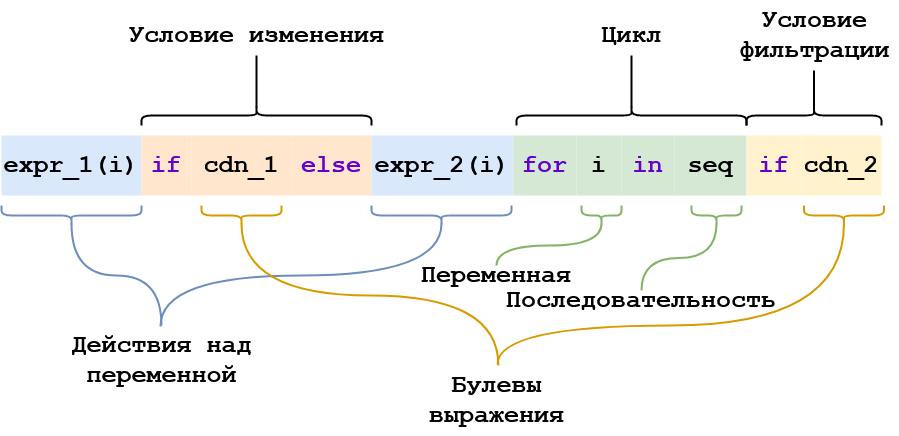 Условие изменения
Цикл
Условие
фильтрации
expr_1(i) if cdn_1 else expr_2(i) for i in seq if cdn_2
Переменная
Последовательность
Действия над
переменной
Булевы
выражения